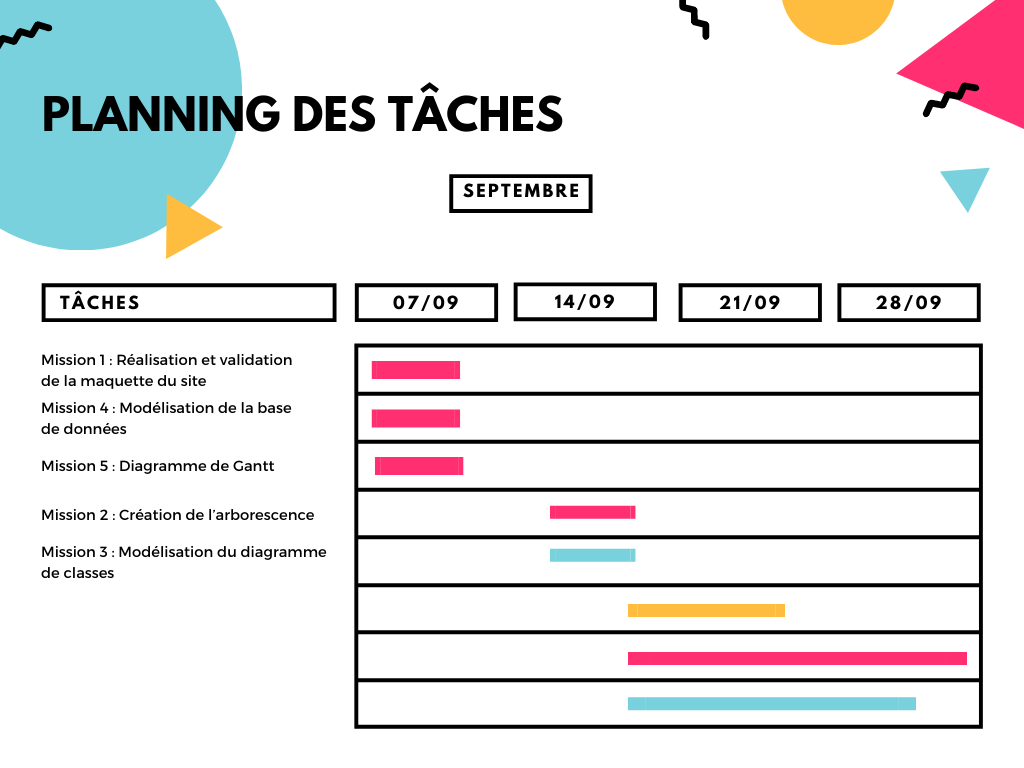 PLANNING DES TÂCHES
SEPTEMBRE
TÂCHES
07/09
14/09
21/09
28/09
Mission 1 : Réalisation et validation
de la maquette du site
Mission 4 : Modélisation de la base
de données
Mission 5 : Diagramme de Gantt
Mission 2 : Création de l’arborescence
Mission 3 : Modélisation du diagramme
de classes